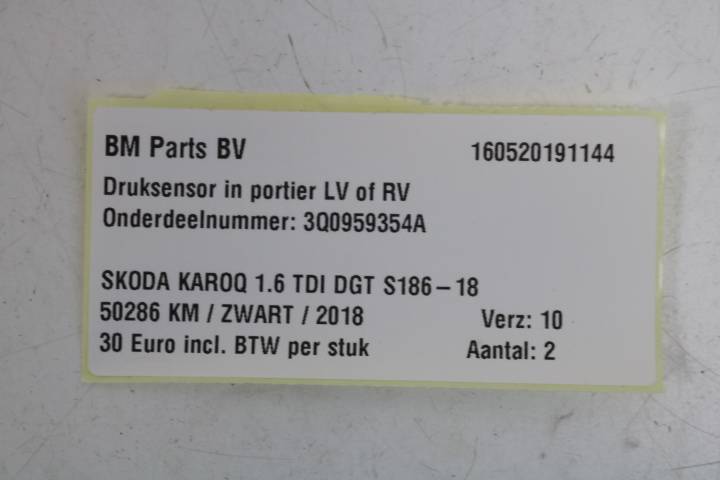 BM Parts BV 160520191144
Druksensor in portier LV of RV
Onderdeelnummer: 3Q0959354A
SKODA KAROQ 1.6 TDI DGT S186-18
50286 KM / ZWART / 2018 Verz: 10
30 Euro incl. BTW per stuk Aantal: 2